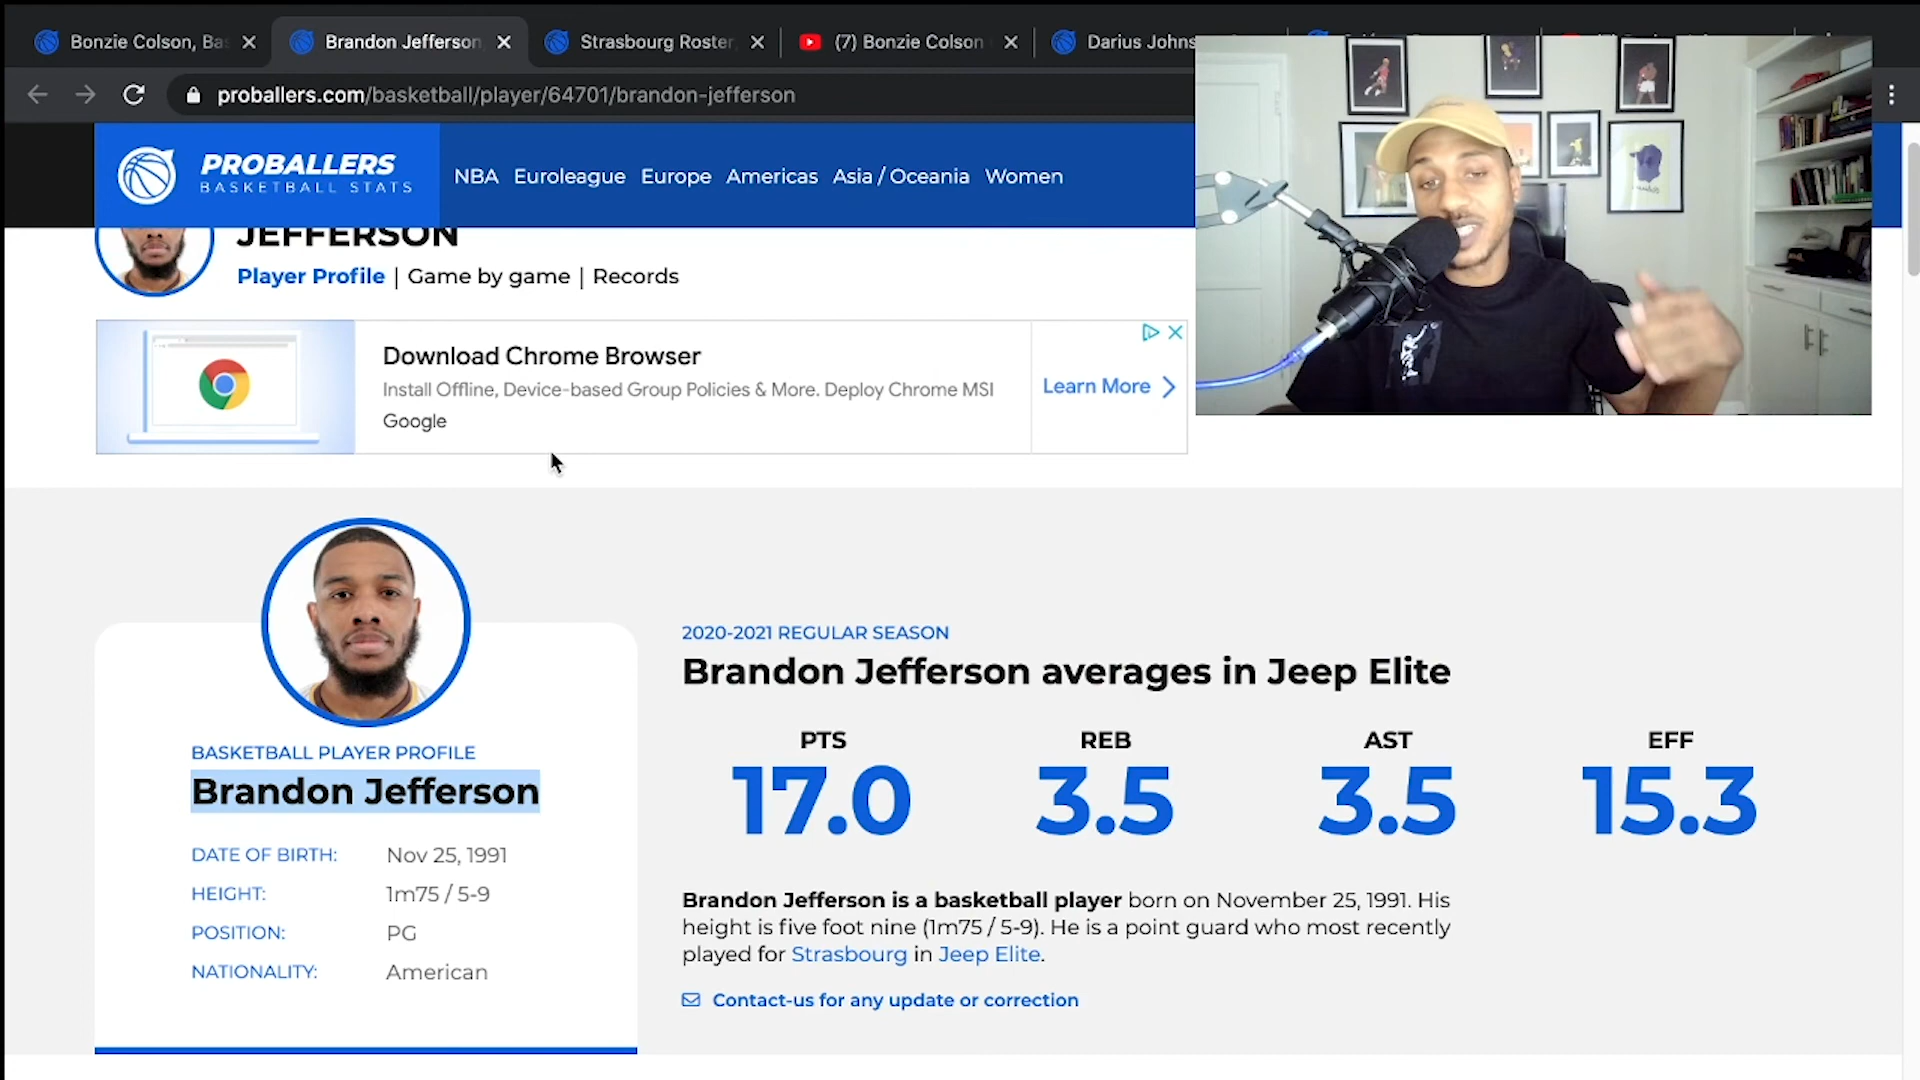 Bonzie Colson, Bas
Brandon Jefferson,
Strasbourg Roster,
(7) Bonzie Colson
Darius Johns
proballers.com/basketball/player/64701/brandon-jefferson
PROBALLERS
BASKETBALL STATS
NBA Euroleague Europe Americas Asia / Oceania Women
JEFFERSON
Player Profile | Game by game | Records
Download Chrome Browser
Install Offline, Device-based Group Policies & More. Deploy Chrome MSI
Google
Learn More
BASKETBALL PLAYER PROFILE
Brandon Jefferson
DATE OF BIRTH: Nov 25, 1991
HEIGHT: 1m75 / 5-9
POSITION: PG
NATIONALITY: American
2020-2021 REGULAR SEASON
Brandon Jefferson averages in Jeep Elite
PTS REB AST EFF
17.0 3.5 3.5 15.3
Brandon Jefferson is a basketball player born on November 25, 1991. His
height is five foot nine (1m75 / 5-9). He is a point guard who most recently
played for Strasbourg in Jeep Elite.
Contact-us for any update or correction